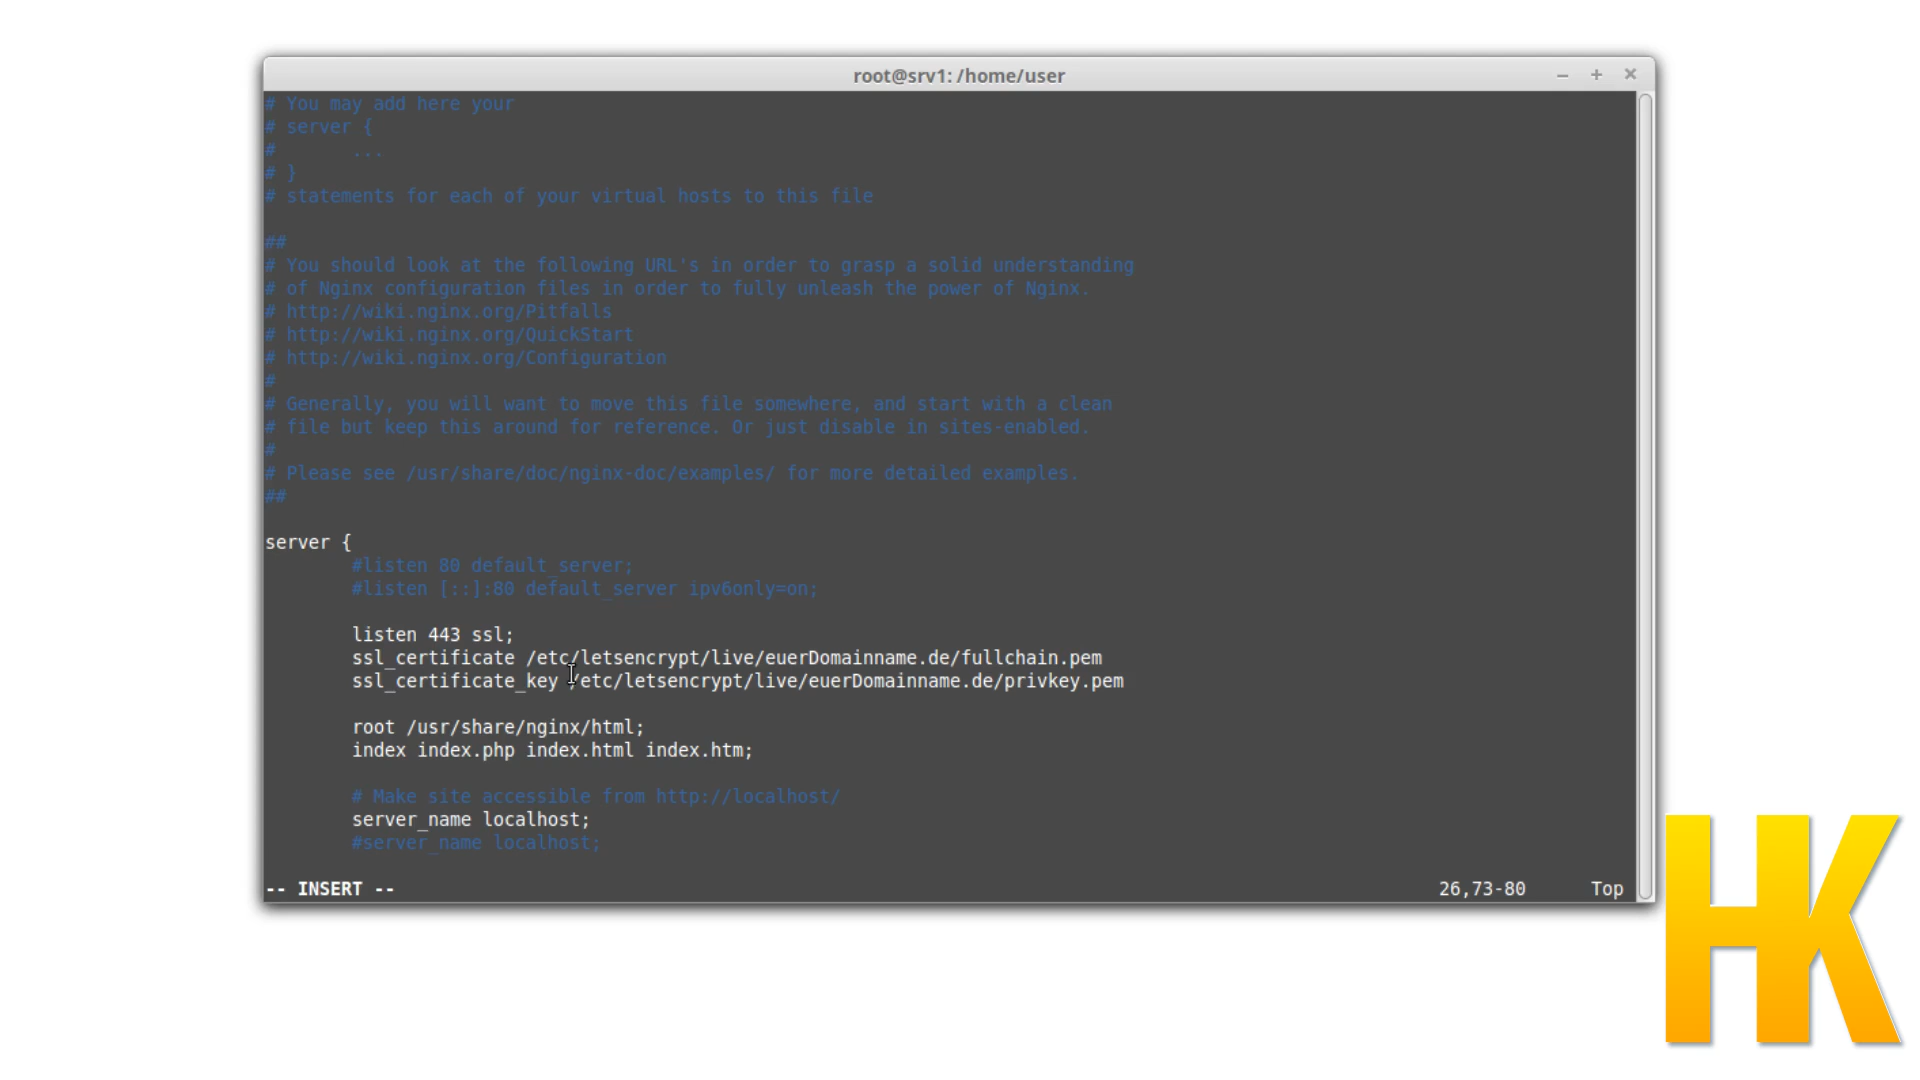 root@srv1: /home/user
# You may add here your
# server {
#       ...
# }
# statements for each of your virtual hosts to this file
##
# You should look at the following URL's in order to grasp a solid understanding
# of Nginx configuration files in order to fully unleash the power of Nginx.
# http://wiki.nginx.org/Pitfalls
# http://wiki.nginx.org/QuickStart
# http://wiki.nginx.org/Configuration
#
# Generally, you will want to move this file somewhere, and start with a clean
# file but keep this around for reference. Or just disable in sites-enabled.
#
# Please see /usr/share/doc/nginx-doc/examples/ for more detailed examples.
##
server {
        #listen 80 default_server;
        #listen [::]:80 default_server ipv6only=on;
        listen 443 ssl;
        ssl_certificate /etc/letsencrypt/live/euerDomainname.de/fullchain.pem
        ssl_certificate_key /etc/letsencrypt/live/euerDomainname.de/privkey.pem
        root /usr/share/nginx/html;
        index index.php index.html index.htm;
        # Make site accessible from http://localhost/
        server_name localhost;
        #server_name localhost;
-- INSERT -- 26,73-80 Top
HK